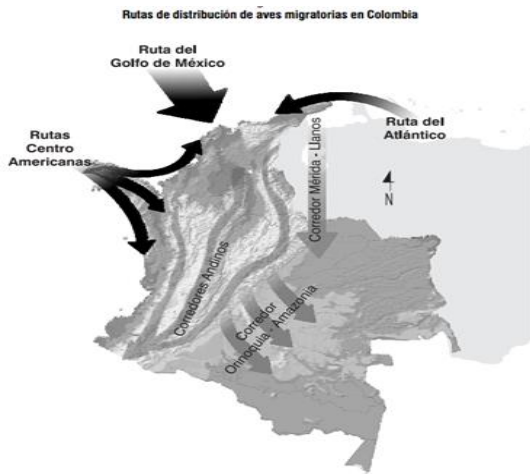 Rutas de distribución de aves migratorias en Colombia
Ruta del
Golfo de México
Rutas
Centro
Americanas
Ruta del
Atlántico
Corredor Mérida - Llanos
N
Corredores Andinos
Corredor
Orinoquia - Amazonia